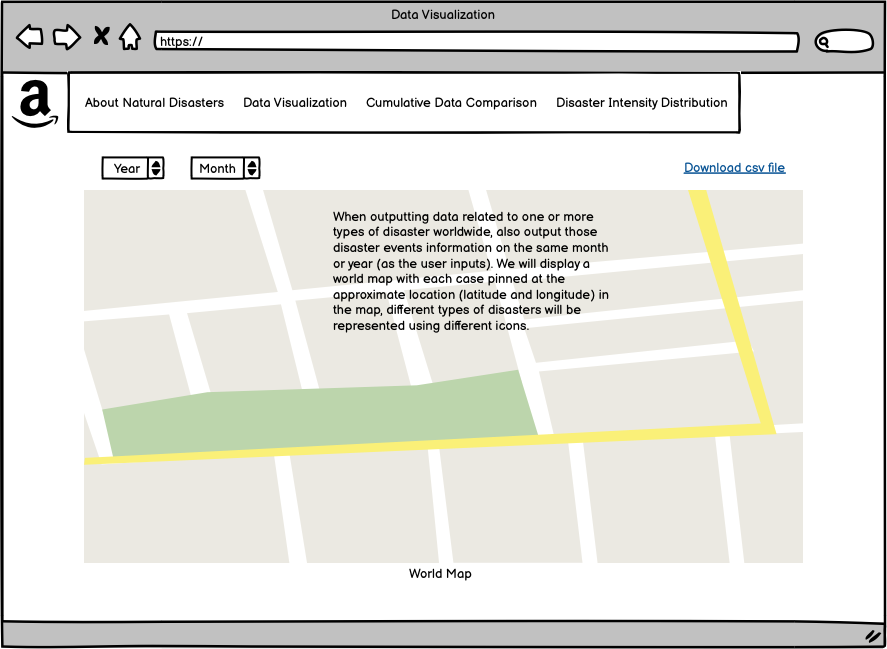 Data Visualization
https://
a
About Natural Disasters Data Visualization Cumulative Data Comparison Disaster Intensity Distribution
Year Month Download csv file
When outputting data related to one or more
types of disaster worldwide, also output those
disaster events information on the same month
or year (as the user inputs). We will display a
world map with each case pinned at the
approximate location (latitude and longitude) in
the map, different types of disasters will be
represented using different icons.
World Map